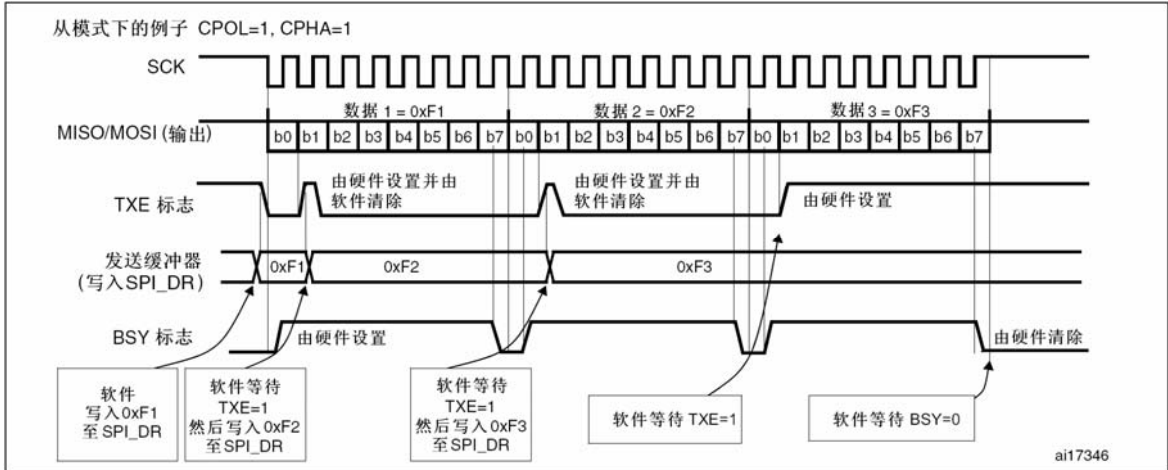 从模式下的例子 CPOL=1, CPHA=1
SCK
数据 1 = 0xF1
数据 2 = 0xF2
数据 3 = 0xF3
MISO/MOSI (输出)
b0 b1 b2 b3 b4 b5 b6 b7 b0 b1 b2 b3 b4 b5 b6 b7 b0 b1 b2 b3 b4 b5 b6 b7
TXE 标志
由硬件设置并由
软件清除
由硬件设置并由
软件清除
由硬件设置
发送缓冲器
(写入SPI_DR)
0xF1
0xF2
0xF3
BSY 标志
由硬件设置
由硬件清除
软件
写入0xF1
至SPI_DR
软件等待
TXE=1
然后写入0xF2
至SPI_DR
软件等待
TXE=1
然后写入0xF3
至SPI_DR
软件等待 TXE=1
软件等待 BSY=0
ai17346